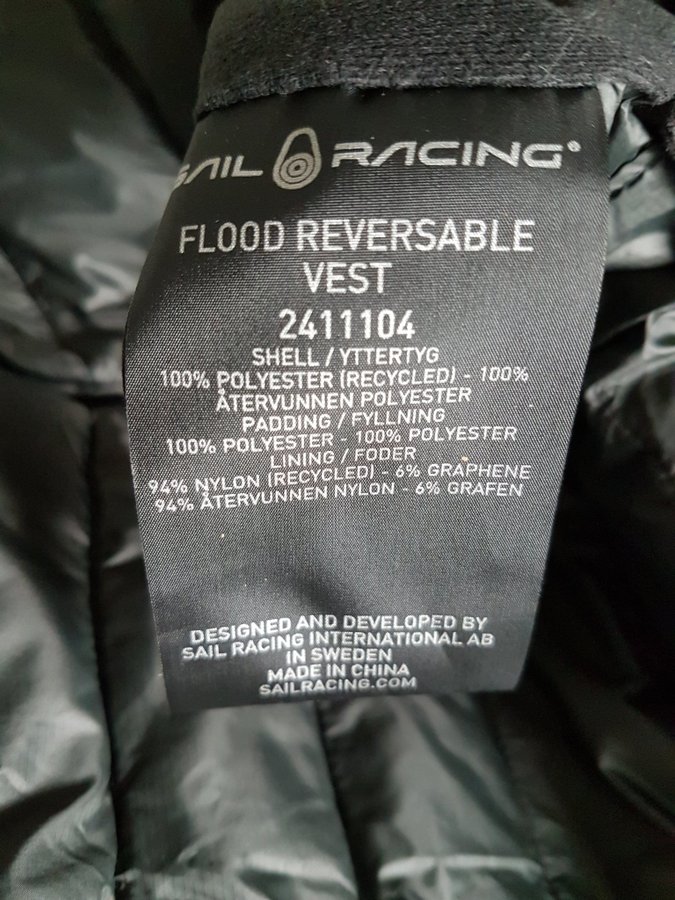 SAIL RACING®
FLOOD REVERSABLE
VEST
2411104
SHELL / YTTERTYG
100% POLYESTER (RECYCLED) - 100%
ÅTERVUNNEN POLYESTER
PADDING / FYLLNING
100% POLYESTER - 100% POLYESTER
LINING / FODER
94% NYLON (RECYCLED) - 6% GRAPHENE
94% ÅTERVUNNEN NYLON - 6% GRAFEN
DESIGNED AND DEVELOPED BY
SAIL RACING INTERNATIONAL AB
IN SWEDEN
MADE IN CHINA
SAILRACING.COM